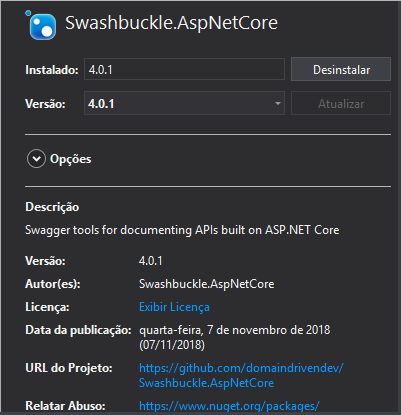 Swashbuckle.AspNetCore
Instalado: 4.0.1 Desinstalar
Versão: 4.0.1 Atualizar
Opções
Descrição
Swagger tools for documenting APIs built on ASP.NET Core
Versão: 4.0.1
Autor(es): Swashbuckle.AspNetCore
Licença: Exibir Licença
Data da publicação: quarta-feira, 7 de novembro de 2018
(07/11/2018)
URL do Projeto: https://github.com/domaindrivendev/
Swashbuckle.AspNetCore
Relatar Abuso: https://www.nuget.org/packages/